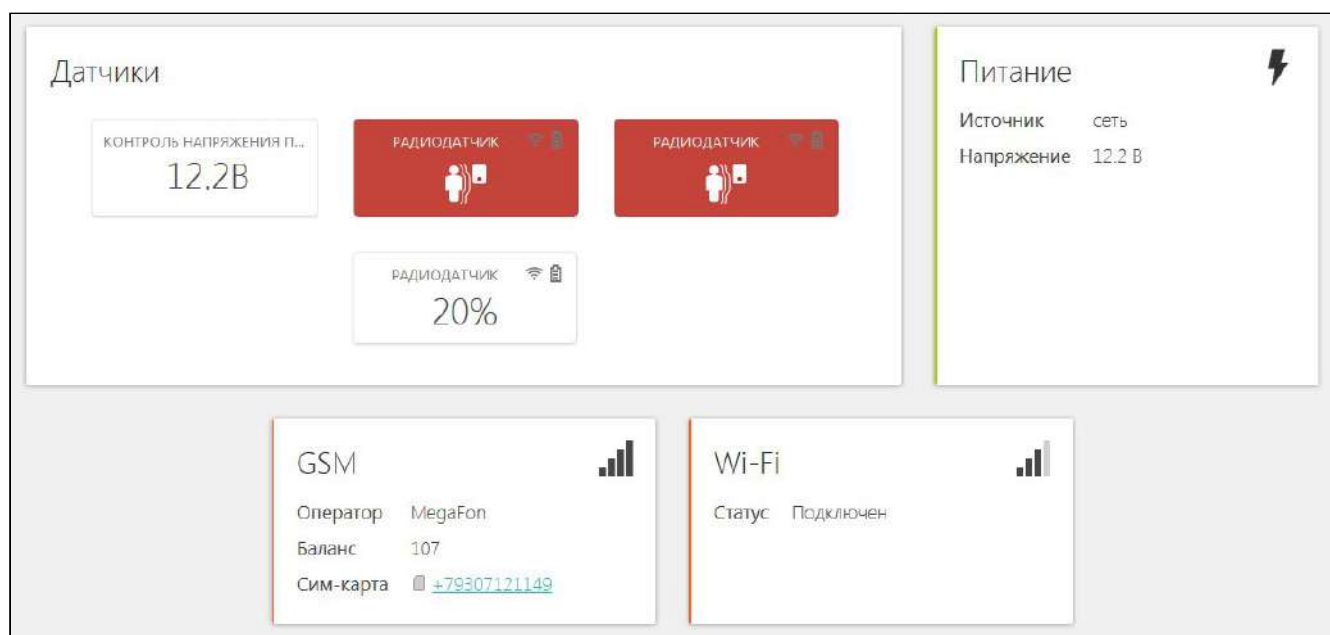 Датчики
КОНТРОЛЬ НАПРЯЖЕНИЯ П...
12,2В
РАДИОДАТЧИК
РАДИОДАТЧИК
РАДИОДАТЧИК
20%
Питание
Источник сеть
Напряжение 12.2 В
GSM
Оператор MegaFon
Баланс 107
Сим-карта +79307121149
Wi-Fi
Статус Подключен